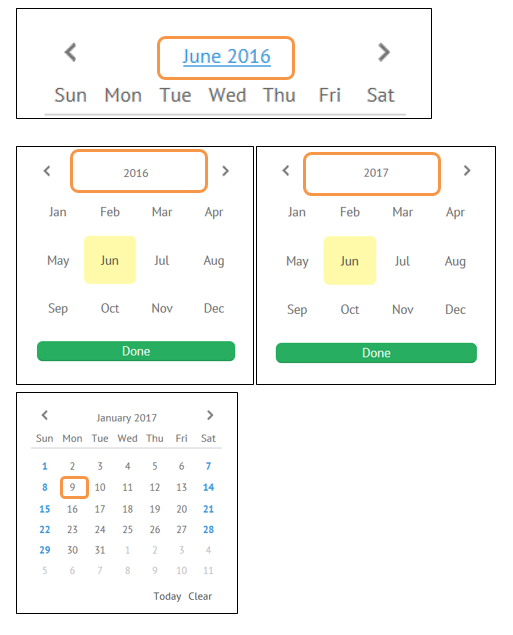 June 2016
Sun Mon Tue Wed Thu Fri Sat
2016
Jan Feb Mar Apr
May Jun Jul Aug
Sep Oct Nov Dec
Done
2017
Jan Feb Mar Apr
May Jun Jul Aug
Sep Oct Nov Dec
Done
January 2017
Sun Mon Tue Wed Thu Fri Sat
1 2 3 4 5 6 7
8 9 10 11 12 13 14
15 16 17 18 19 20 21
22 23 24 25 26 27 28
29 30 31 1 2 3 4
5 6 7 8 9 10 11
Today Clear